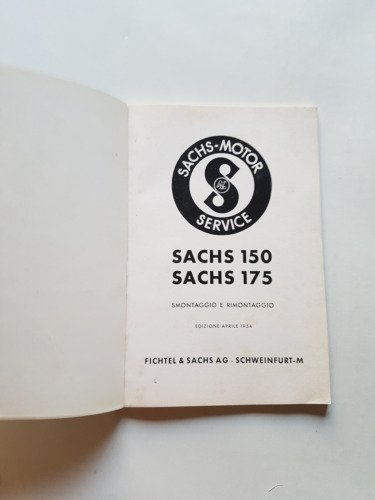 SACHS-MOTOR
SERVICE
SACHS 150
SACHS 175
SMONTAGGIO E RIMONTAGGIO
EDIZIONE APRILE 1954
FICHTEL & SACHS AG - SCHWEINFURT-M